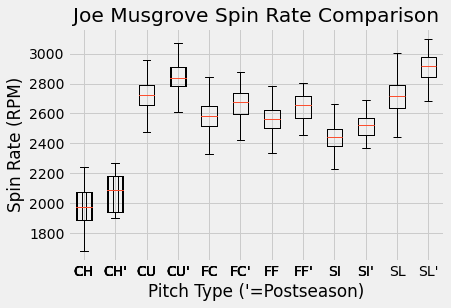 Joe Musgrove Spin Rate Comparison
Spin Rate (RPM)
3000
2800
2600
2400
2200
2000
1800
CH CH' CU CU' FC FC' FF FF' SI SI' SL SL'
Pitch Type ('=Postseason)